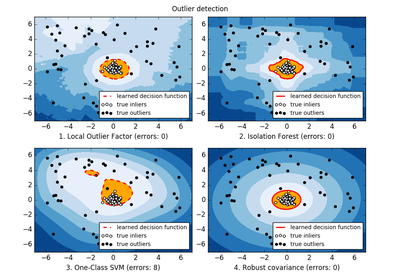 Outlier detection
6
4
2
0
−2
−4
−6
learned decision function
true inliers
true outliers
−6 −4 −2 0 2 4 6
1. Local Outlier Factor (errors: 0)
6
4
2
0
−2
−4
−6
learned decision function
true inliers
true outliers
−6 −4 −2 0 2 4 6
2. Isolation Forest (errors: 0)
6
4
2
0
−2
−4
−6
learned decision function
true inliers
true outliers
−6 −4 −2 0 2 4 6
3. One-Class SVM (errors: 8)
6
4
2
0
−2
−4
−6
learned decision function
true inliers
true outliers
−6 −4 −2 0 2 4 6
4. Robust covariance (errors: 0)